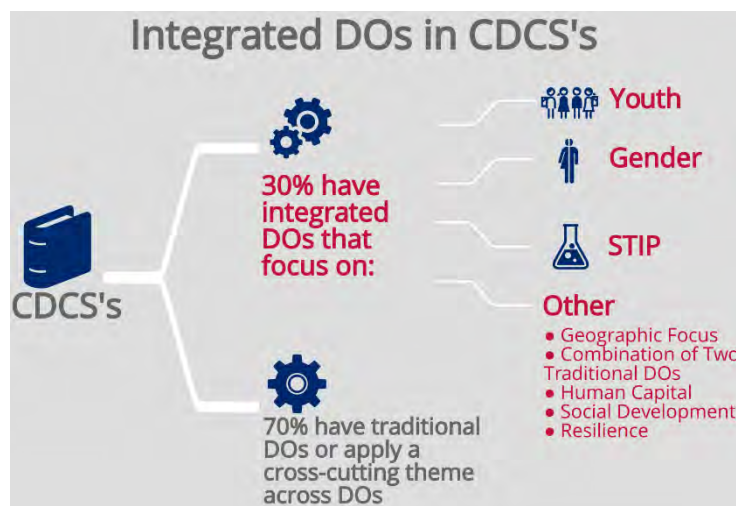 Integrated DOs in CDCS's
CDCS's
30% have
integrated
DOs that
focus on:
Youth
Gender
STIP
Other
● Geographic Focus
● Combination of Two
Traditional DOs
● Human Capital
● Social Development
● Resilience
70% have traditional
DOs or apply a
cross-cutting theme
across DOs